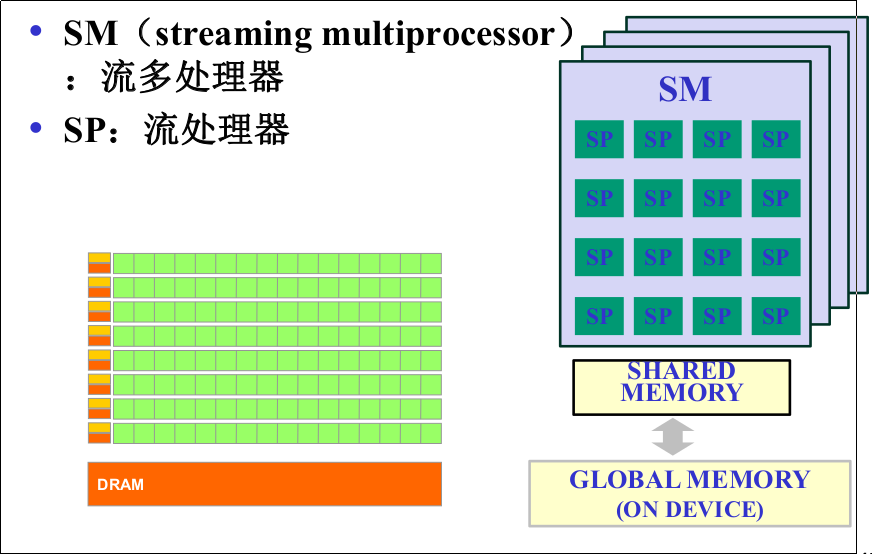 • SM（streaming multiprocessor）
：流多处理器
• SP：流处理器
SM
SP SP SP SP
SP SP SP SP
SP SP SP SP
SP SP SP SP
SHARED
MEMORY
GLOBAL MEMORY
(ON DEVICE)
DRAM